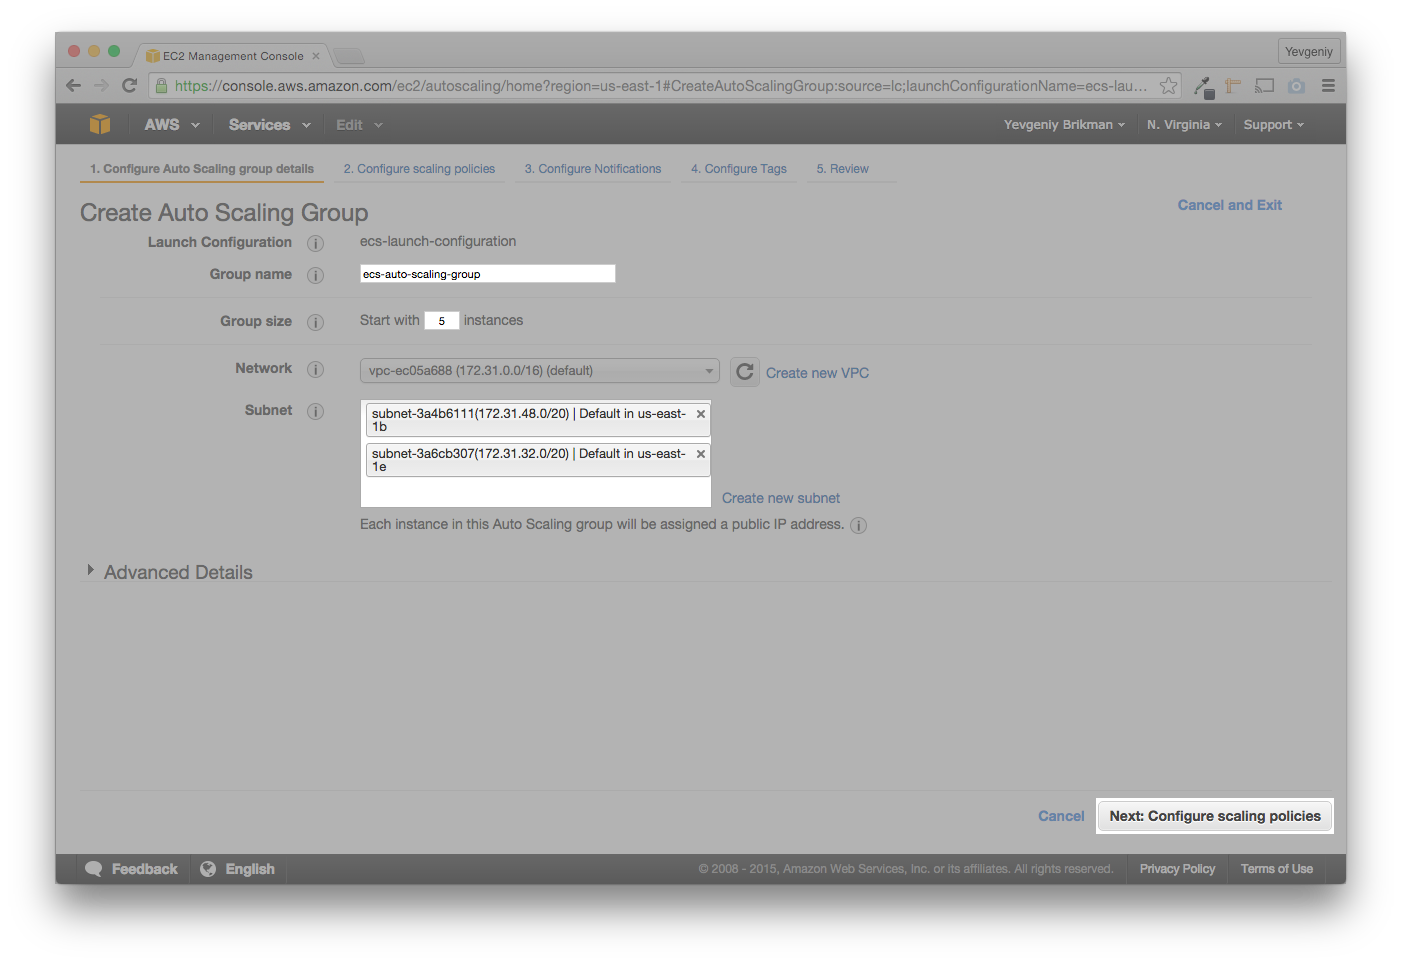 EC2 Management Console
Yevgeniy
https://console.aws.amazon.com/ec2/autoscaling/home?region=us-east-1#CreateAutoScalingGroup:source=lc;launchConfigurationName=ecs-lau...
AWS Services Edit Yevgeniy Brikman N. Virginia Support
1. Configure Auto Scaling group details 2. Configure scaling policies 3. Configure Notifications 4. Configure Tags 5. Review
Cancel and Exit
Create Auto Scaling Group
Launch Configuration ecs-launch-configuration
Group name ecs-auto-scaling-group
Group size Start with 5 instances
Network vpc-ec05a688 (172.31.0.0/16) (default) Create new VPC
Subnet subnet-3a4b6111(172.31.48.0/20) | Default in us-east-
1b
subnet-3a6cb307(172.31.32.0/20) | Default in us-east-
1e
Create new subnet
Each instance in this Auto Scaling group will be assigned a public IP address.
Advanced Details
Cancel Next: Configure scaling policies
Feedback English © 2008 - 2015, Amazon Web Services, Inc. or its affiliates. All rights reserved. Privacy Policy Terms of Use